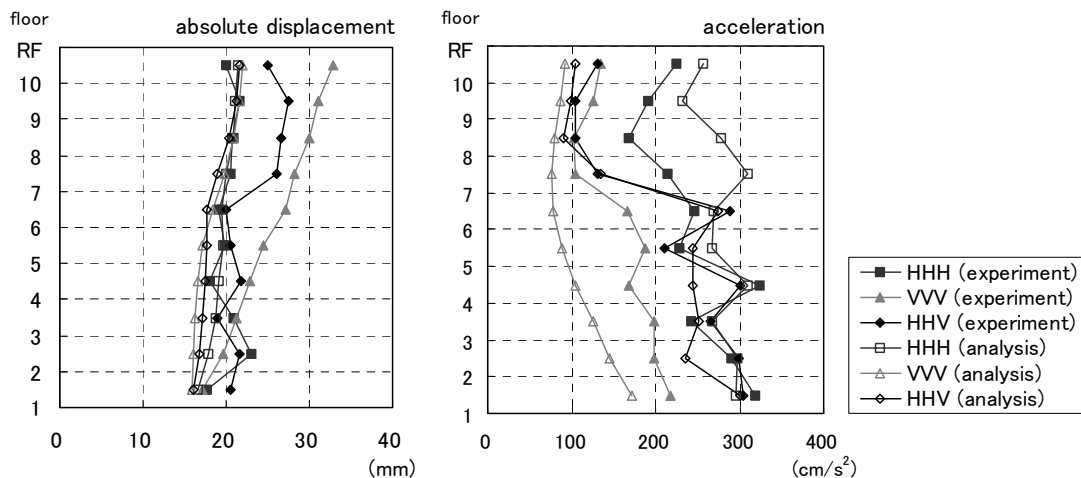 floor
absolute displacement
RF
10
9
8
7
6
5
4
3
2
1
0
10
20
30
40
(mm)
floor
acceleration
RF
10
9
8
7
6
5
4
3
2
1
0
100
200
300
400
(cm/s²)
HHH (experiment)
VVV (experiment)
HHV (experiment)
HHH (analysis)
VVV (analysis)
HHV (analysis)